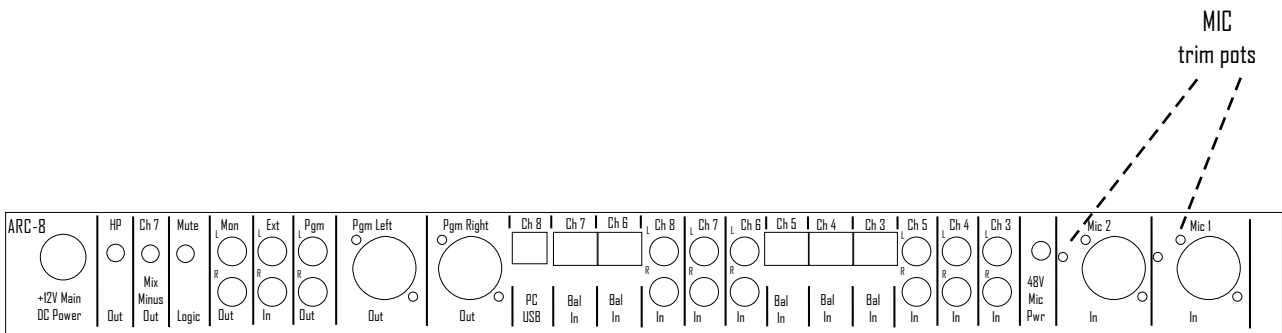 MIC
trim pots
ARC-8
+12V Main
DC Power
HP
Out
Ch 7
Mix
Minus
Out
Mute
Logic
Mon
L
R
Out
Ext
L
R
In
Pgm
L
R
Out
Pgm Left
Out
Pgm Right
Out
Ch 8
PC
USB
Ch 7
Bal
In
Ch 6
Bal
In
Ch 8
L
R
In
Ch 7
L
R
In
Ch 6
L
R
In
Ch 5
Bal
In
Ch 4
Bal
In
Ch 3
Bal
In
Ch 5
L
R
In
Ch 4
L
R
In
Ch 3
L
R
In
48V
Mic
Pwr
Mic 2
In
Mic 1
In